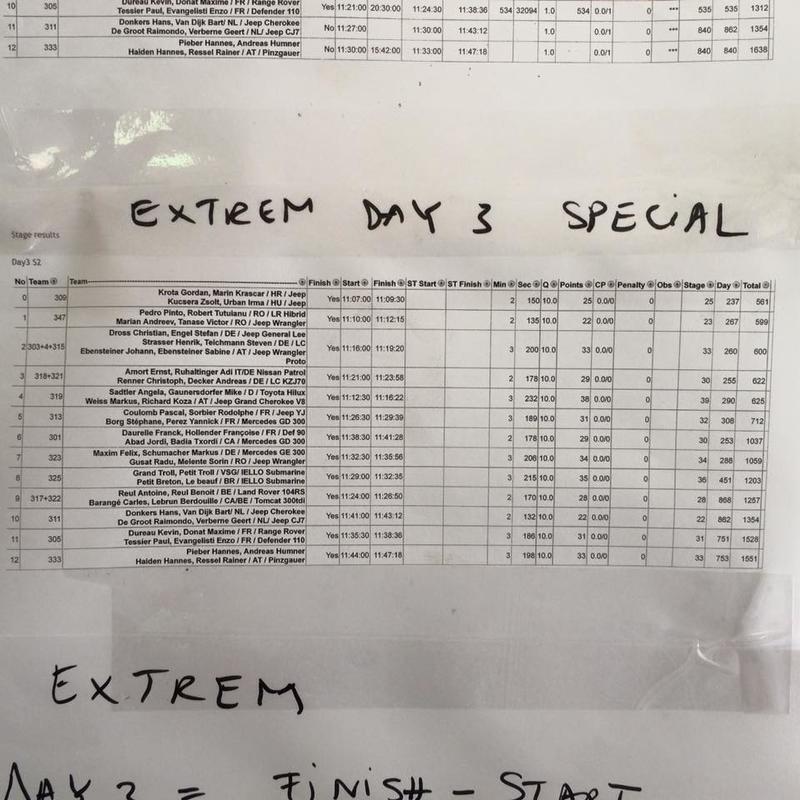 10 305 Dureau Kevin, Donat Maxime / FR / Range Rover
Tessier Paul, Evangelisti Enzo / FR / Defender 110 Yes 11:21:00 20:30:00 11:24:30 11:38:36 534 32094 1.0 534 0.0/1 0 *** 535 535 1312
11 311 Donkers Hans, Van Dijk Bart/ NL / Jeep Cherokee
De Groot Raimondo, Verberne Geert / NL/ Jeep CJ7 No 11:27:00 11:30:00 11:43:12 1.0 0.0/1 0 *** 840 862 1354
12 333 Pieber Hannes, Andreas Humner
Halden Hannes, Ressel Rainer / AT / Pinzgauer No 11:30:00 15:42:00 11:33:00 11:47:18 1.0 0.0/1 0 *** 840 840 1638
EXTREM DAY 3 SPECiAL
Stage results
Day3 S2
No Team Team Finish Start Finish ST Start ST Finish Min Sec Q Points CP Penalty Obs Stage Day Total
0 309 Krota Gordan, Marin Krascar / HR / Jeep
Kucsera Zsolt, Urban Irma / HU / Jeep Yes 11:07:00 11:09:30 2 150 10.0 25 0.0/0 0 25 237 561
1 347 Pedro Pinto, Robert Tutuianu / RO / LR Hibrid
Marian Andreev, Tanase Victor / RO / Jeep Wrangler Yes 11:10:00 11:12:15 2 135 10.0 22 0.0/0 0 23 267 599
2 303+4+315 Dross Christian, Engel Stefan / DE / Jeep General Lee
Strasser Henrik, Teichmann Steven / DE / LC
Ebensteiner Johann, Ebensteiner Sabine / AT / Jeep Wrangler
Proto Yes 11:16:00 11:19:20 3 200 10.0 33 0.0/0 0 33 260 600
3 318+321 Amort Ernst, Ruhaltinger Adi IT/DE Nissan Patrol
Renner Christoph, Decker Andreas / DE / LC KZJ70 Yes 11:21:00 11:23:58 2 178 10.0 29 0.0/0 0 30 255 622
4 319 Sadtler Angela, Gaunersdorfer Mike / D / Toyota Hilux
Weiss Markus, Richard Koza / AT / Jeep Grand Cherokee V8 Yes 11:12:30 11:16:22 3 232 10.0 38 0.0/0 0 39 290 625
5 313 Coulomb Pascal, Sorbier Rodolphe / FR / Jeep YJ
Borg Stéphane, Perez Yannick / FR / Mercedes GD 300 Yes 11:26:30 11:29:39 3 189 10.0 31 0.0/0 0 32 308 712
6 301 Daurelle Franck, Hollender Françoise / FR / Def 90
Abad Jordi, Badia Txordi / CA / Mercedes GD 300 Yes 11:38:30 11:41:28 2 178 10.0 29 0.0/0 0 30 253 1037
7 323 Maxim Felix, Schumacher Markus / DE / Mercedes GE 300
Gusat Radu, Melente Sorin / RO / Jeep Wrangler Yes 11:32:30 11:35:56 3 206 10.0 34 0.0/0 0 34 288 1059
8 325 Grand Troll, Petit Troll / VSG/ IELLO Submarine
Petit Breton, Le beauf / BR / IELLO Submarine Yes 11:29:00 11:32:35 3 215 10.0 35 0.0/0 0 36 451 1203
9 317+322 Reul Antoine, Reul Benoit / BE / Land Rover 104RS
Barangé Carles, Lebrun Berdouille / CA/BE / Tomcat 300tdi Yes 11:24:00 11:26:50 2 170 10.0 28 0.0/0 0 28 868 1257
10 311 Donkers Hans, Van Dijk Bart/ NL / Jeep Cherokee
De Groot Raimondo, Verberne Geert / NL/ Jeep CJ7 Yes 11:41:00 11:43:12 2 132 10.0 22 0.0/0 0 22 862 1354
11 305 Dureau Kevin, Donat Maxime / FR / Range Rover
Tessier Paul, Evangelisti Enzo / FR / Defender 110 Yes 11:35:30 11:38:36 3 186 10.0 31 0.0/0 0 31 751 1528
12 333 Pieber Hannes, Andreas Humner
Halden Hannes, Ressel Rainer / AT / Pinzgauer Yes 11:44:00 11:47:18 3 198 10.0 33 0.0/0 0 33 753 1551
EXTREM
DAY 3 = FiNiSH - START